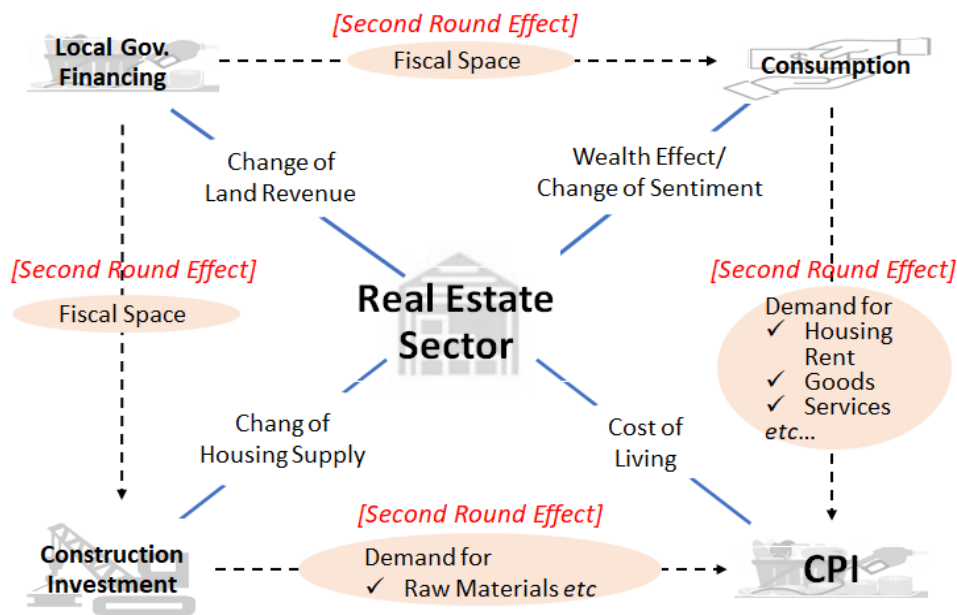 [Second Round Effect]
Local Gov.
Financing
Fiscal Space
Consumption
Change of
Land Revenue
Wealth Effect/
Change of Sentiment
[Second Round Effect]
Fiscal Space
Real Estate
Sector
[Second Round Effect]
Demand for
✓ Housing
Rent
✓ Goods
✓ Services
etc...
Chang of
Housing Supply
Cost of
Living
[Second Round Effect]
Construction
Investment
Demand for
✓ Raw Materials etc
CPI